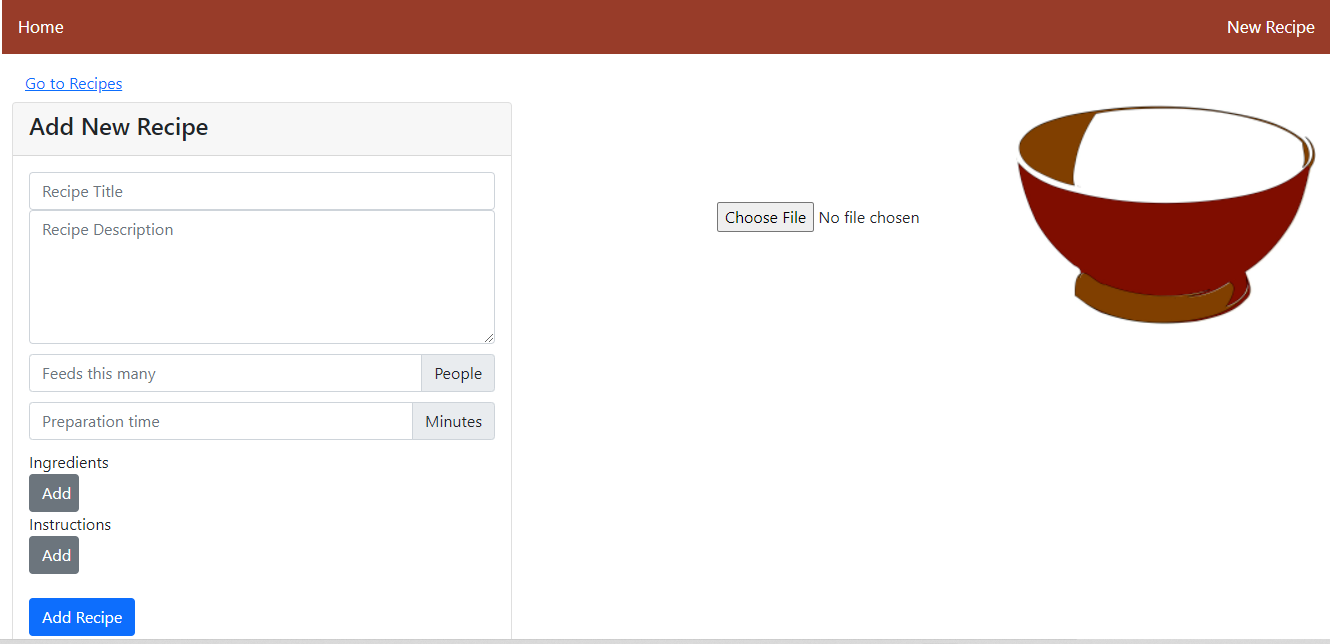 Home New Recipe
Go to Recipes
Add New Recipe
Recipe Title
Recipe Description
Choose File No file chosen
Feeds this many People
Preparation time Minutes
Ingredients
Add
Instructions
Add
Add Recipe